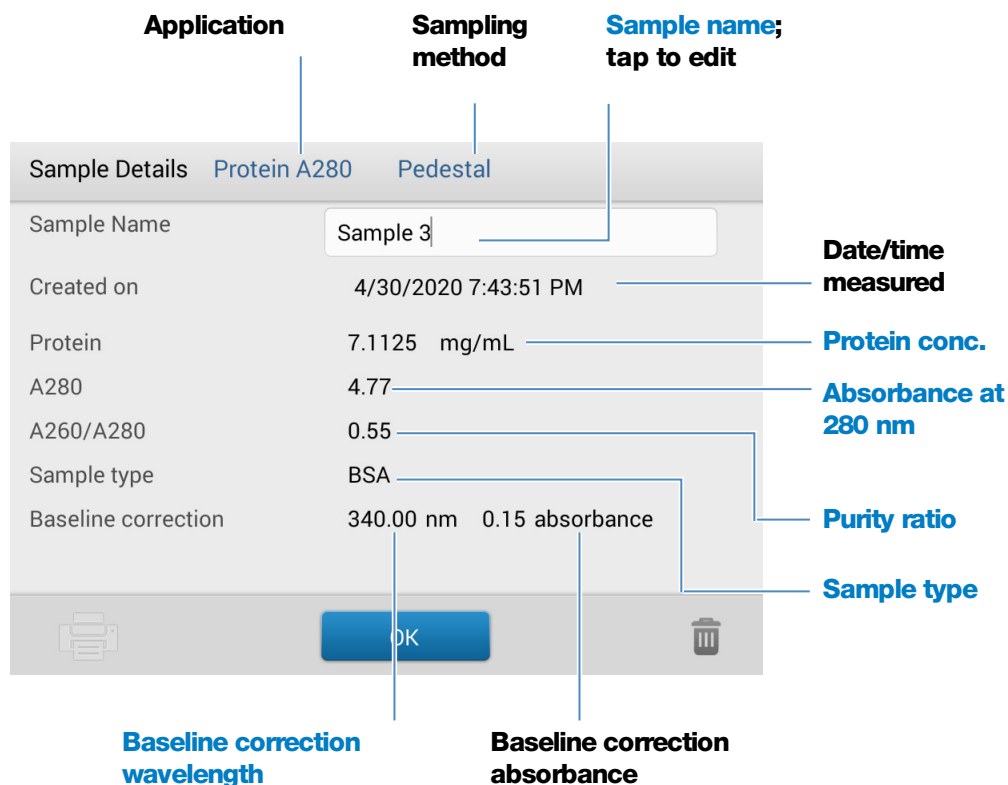 Application
Sampling
method
Sample name;
tap to edit
Sample Details Protein A280 Pedestal
Sample Name Sample 3
Created on 4/30/2020 7:43:51 PM
Date/time
measured
Protein 7.1125 mg/mL
Protein conc.
A280 4.77
Absorbance at
280 nm
A260/A280 0.55
Sample type BSA
Baseline correction 340.00 nm 0.15 absorbance
Purity ratio
Sample type
OK
Baseline correction
wavelength
Baseline correction
absorbance